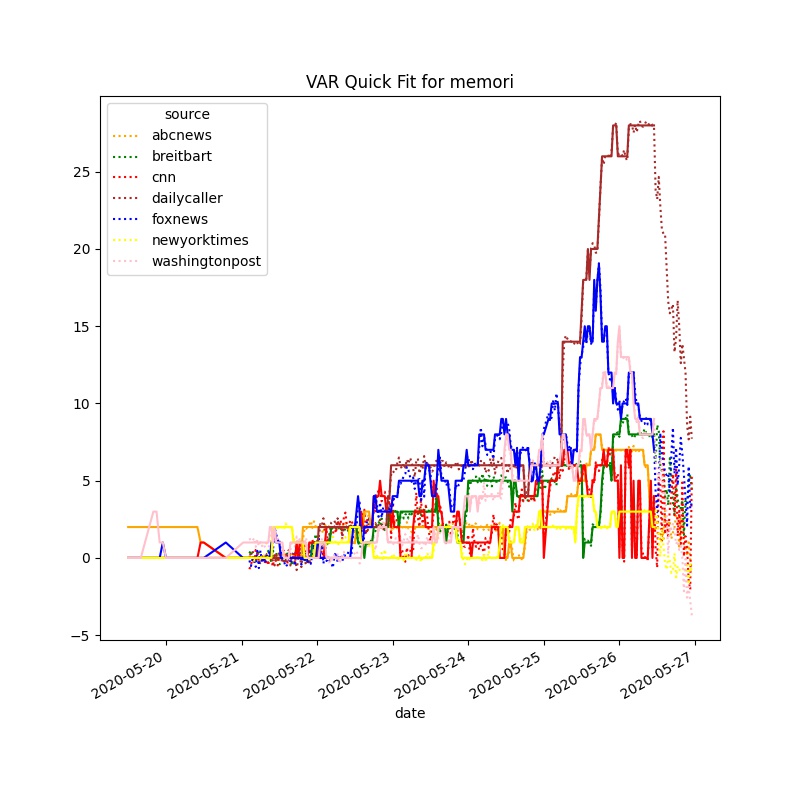 VAR Quick Fit for memori
source
abcnews
breitbart
cnn
dailycaller
foxnews
newyorktimes
washingtonpost
25
20
15
10
5
0
−5
2020-05-20
2020-05-21
2020-05-22
2020-05-23
2020-05-24
2020-05-25
2020-05-26
2020-05-27
date